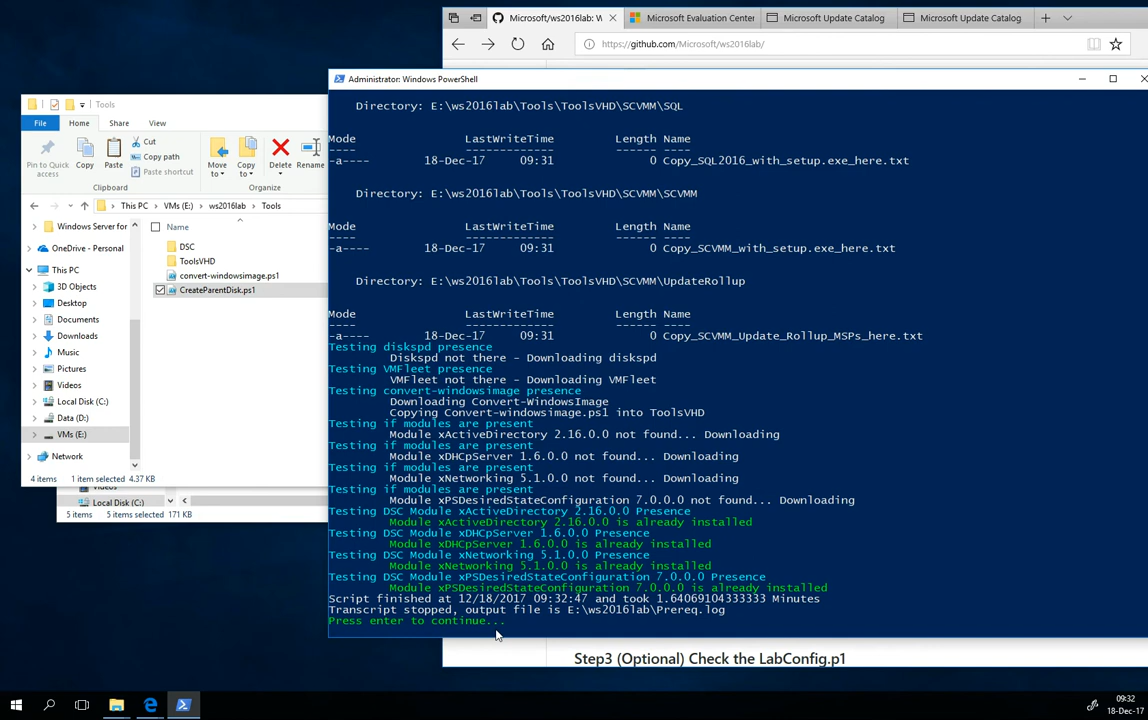 Microsoft/ws2016lab: W
Microsoft Evaluation Center
Microsoft Update Catalog
Microsoft Update Catalog
https://github.com/Microsoft/ws2016lab/
Tools
File
Home
Share
View
Pin to Quick access
Copy
Paste
Cut
Copy path
Paste shortcut
Clipboard
Move to
Copy to
Delete
Rename
Organize
This PC
VMs (E:)
ws2016lab
Tools
Windows Server for
OneDrive - Personal
This PC
3D Objects
Desktop
Documents
Downloads
Music
Pictures
Videos
Local Disk (C:)
Data (D:)
VMs (E:)
Network
Name
DSC
ToolsVHD
convert-windowsimage.ps1
CreateParentDisk.ps1
4 items 1 item selected 4.37 KB
Videos
Local Disk (C:)
5 items 5 items selected 171 KB
Administrator: Windows PowerShell
Directory: E:\ws2016lab\Tools\ToolsVHD\SCVMM\SQL
Mode LastWriteTime Length Name
---- ------------- ------ ----
-a---- 18-Dec-17 09:31 0 Copy_SQL2016_with_setup.exe_here.txt
Directory: E:\ws2016lab\Tools\ToolsVHD\SCVMM\SCVMM
Mode LastWriteTime Length Name
---- ------------- ------ ----
-a---- 18-Dec-17 09:31 0 Copy_SCVMM_with_setup.exe_here.txt
Directory: E:\ws2016lab\Tools\ToolsVHD\SCVMM\UpdateRollup
Mode LastWriteTime Length Name
---- ------------- ------ ----
-a---- 18-Dec-17 09:31 0 Copy_SCVMM_Update_Rollup_MSPs_here.txt
Testing diskspd presence
Diskspd not there - Downloading diskspd
Testing VMFleet presence
VMFleet not there - Downloading VMFleet
Testing convert-windowsimage presence
Downloading Convert-WindowsImage
Copying Convert-windowsimage.ps1 into ToolsVHD
Testing if modules are present
Module xActiveDirectory 2.16.0.0 not found... Downloading
Testing if modules are present
Module xDHCpServer 1.6.0.0 not found... Downloading
Testing if modules are present
Module xNetworking 5.1.0.0 not found... Downloading
Testing if modules are present
Module xPSDesiredStateConfiguration 7.0.0.0 not found... Downloading
Testing DSC Module xActiveDirectory 2.16.0.0 Presence
Module xActiveDirectory 2.16.0.0 is already installed
Testing DSC Module xDHCpServer 1.6.0.0 Presence
Module xDHCpServer 1.6.0.0 is already installed
Testing DSC Module xNetworking 5.1.0.0 Presence
Module xNetworking 5.1.0.0 is already installed
Testing DSC Module xPSDesiredStateConfiguration 7.0.0.0 Presence
Module xPSDesiredStateConfiguration 7.0.0.0 is already installed
Script finished at 12/18/2017 09:32:47 and took 1.64069104333333 Minutes
Transcript stopped, output file is E:\ws2016lab\Prereq.log
Press enter to continue...
Step3 (Optional) Check the LabConfig.p1
09:32
18-Dec-17